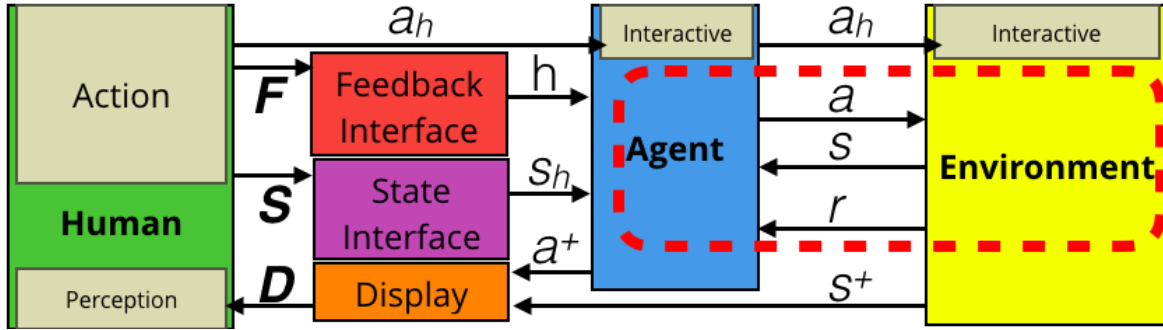 Action
Human
Perception
a_h
F
S
D
Feedback
Interface
State
Interface
Display
h
s_h
a⁺
Interactive
Agent
a_h
a
s
r
s⁺
Interactive
Environment